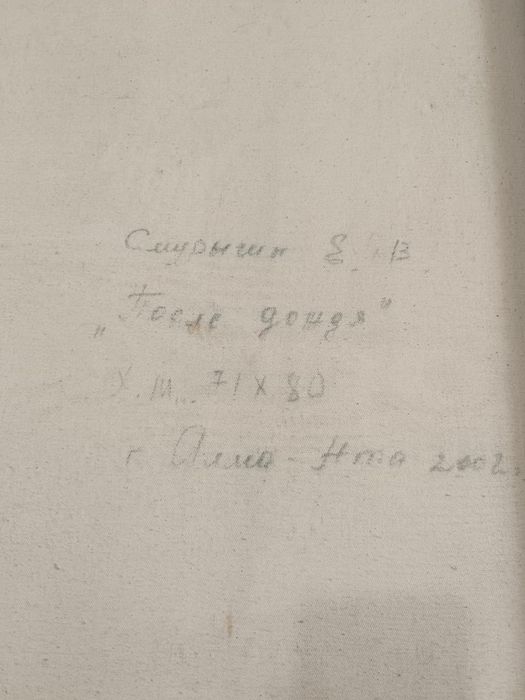 Смурыгин Е. В
„После дождя"
Х.М. 71 X 80
г Алма-Ата 2002